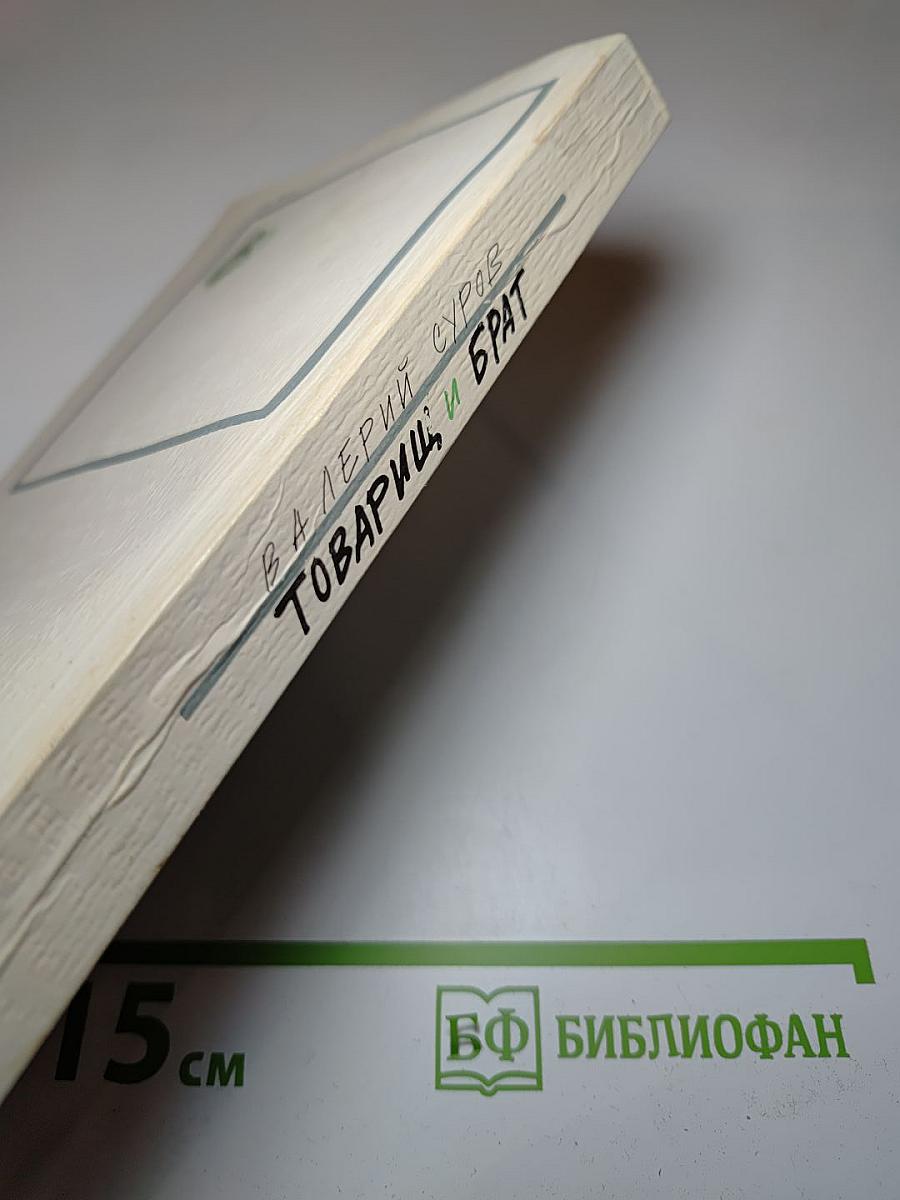 ВАЛЕРИЙ СУРОВ
ТОВАРИЩ И БРАТ
15 см
БФ БИБЛИОФАН